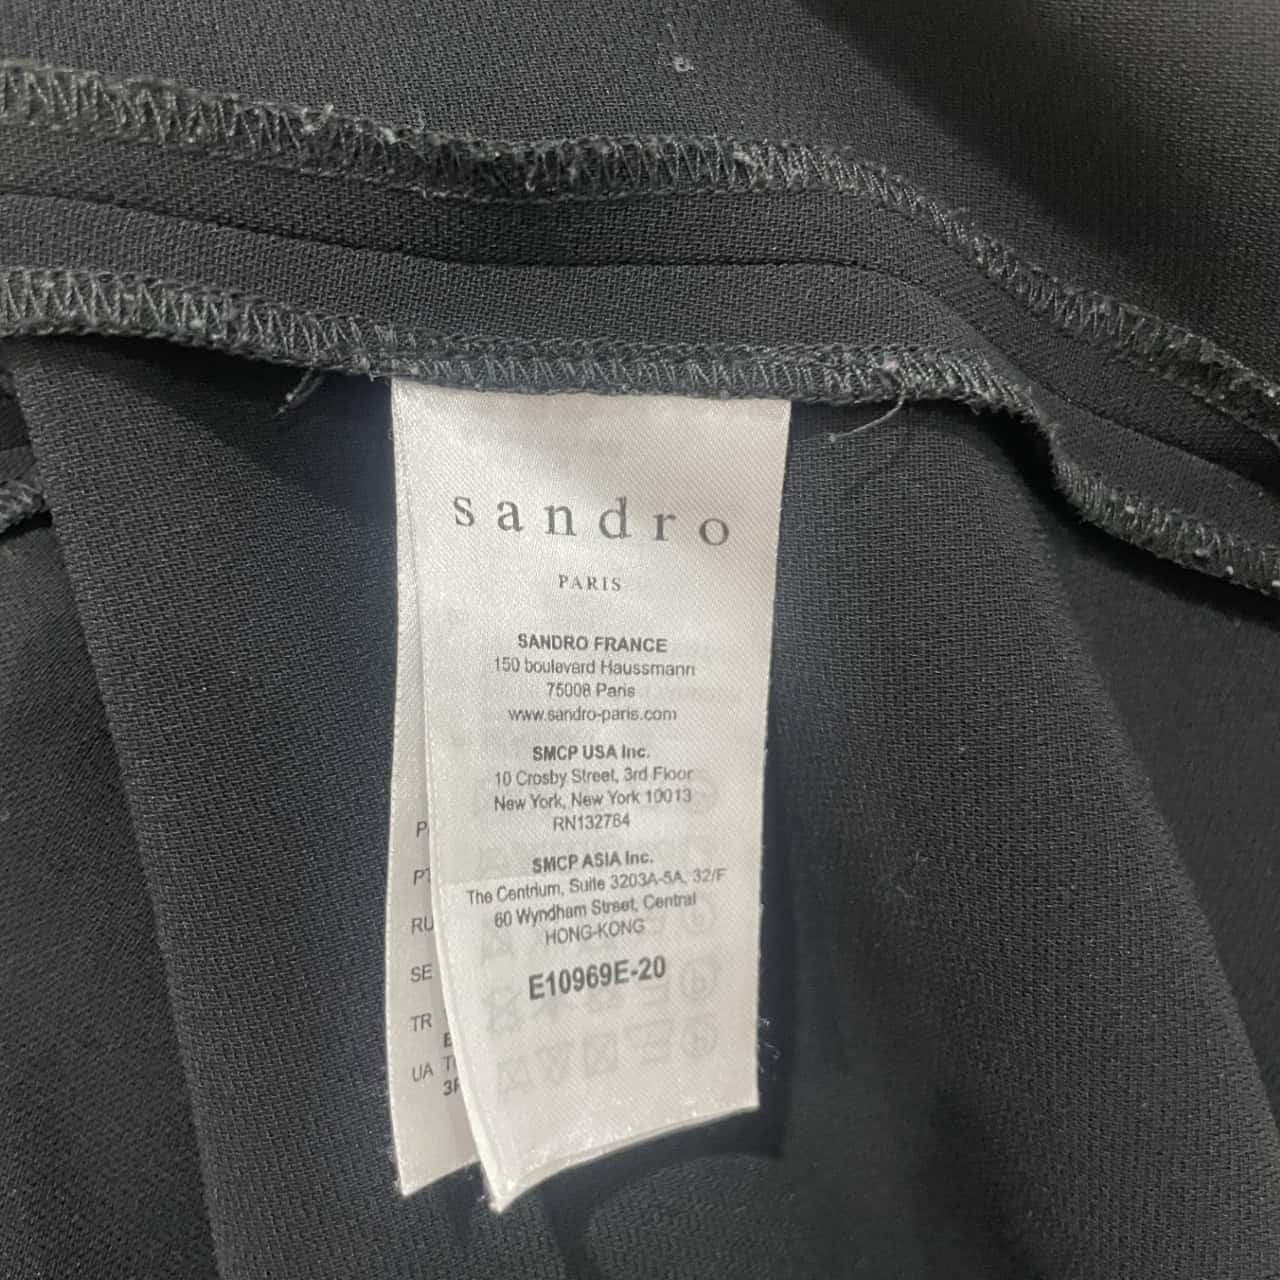 sandro
PARIS
SANDRO FRANCE
150 boulevard Haussmann
75008 Paris
www.sandro-paris.com
SMCP USA Inc.
10 Crosby Street, 3rd Floor
New York, New York 10013
RN132784
SMCP ASIA Inc.
The Centrium, Suite 3203A-5A, 32/F
60 Wyndham Street, Central
HONG-KONG
E10969E-20
RU
SE
TR
UA